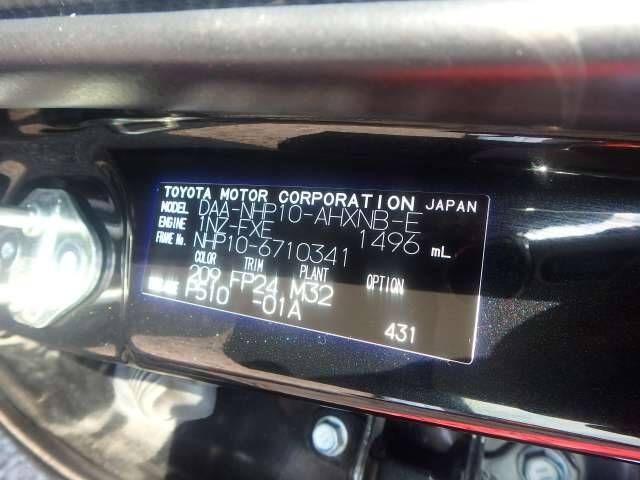 TOYOTA MOTOR CORPORATION JAPAN
MODEL DAA-NHP10-AHXNB-E
ENGINE 1NZ-FXE 1496 mL
FRAME No. NHP10-6710341
COLOR TRIM PLANT OPTION
209 FP24 M32
P510 -01A
431